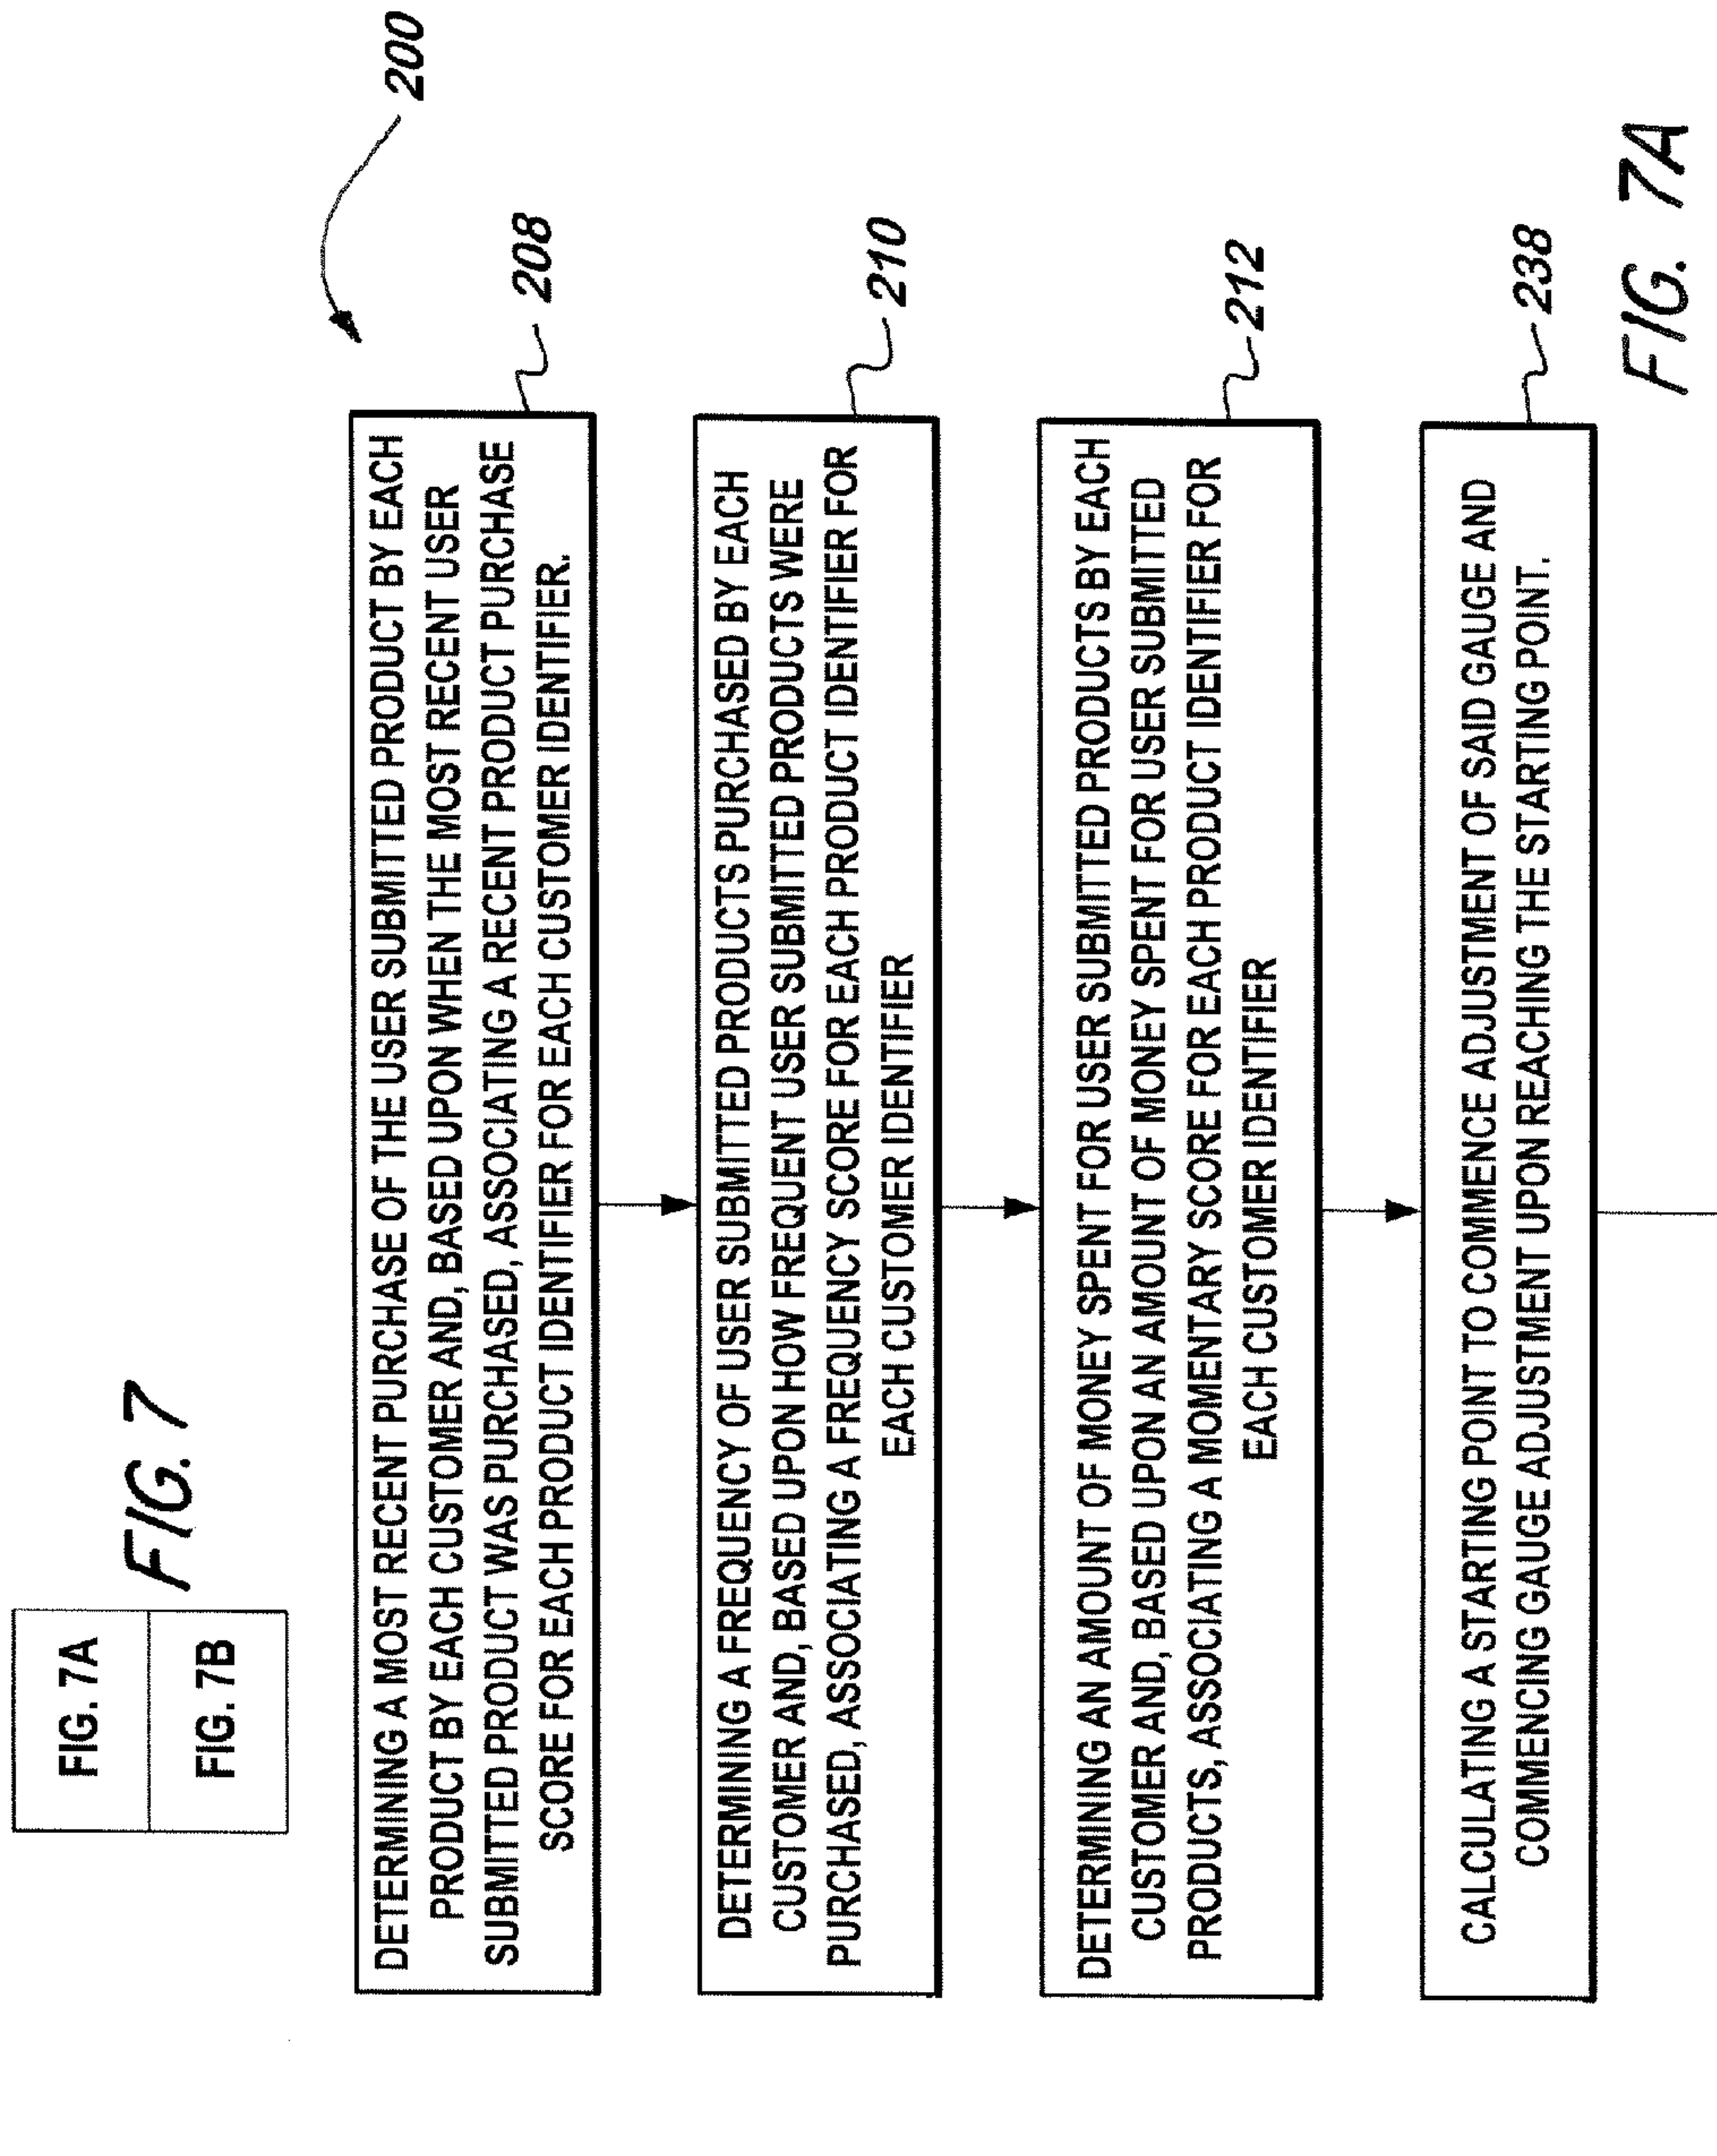 FIG. 7A
FIG. 7B
FIG. 7
200
DETERMINING A MOST RECENT PURCHASE OF THE USER SUBMITTED PRODUCT BY EACH
PRODUCT BY EACH CUSTOMER AND, BASED UPON WHEN THE MOST RECENT USER
SUBMITTED PRODUCT WAS PURCHASED, ASSOCIATING A RECENT PRODUCT PURCHASE
SCORE FOR EACH PRODUCT IDENTIFIER FOR EACH CUSTOMER IDENTIFIER.
208
DETERMINING A FREQUENCY OF USER SUBMITTED PRODUCTS PURCHASED BY EACH
CUSTOMER AND, BASED UPON HOW FREQUENT USER SUBMITTED PRODUCTS WERE
PURCHASED, ASSOCIATING A FREQUENCY SCORE FOR EACH PRODUCT IDENTIFIER FOR
EACH CUSTOMER IDENTIFIER
210
DETERMINING AN AMOUNT OF MONEY SPENT FOR USER SUBMITTED PRODUCTS BY EACH
CUSTOMER AND, BASED UPON AN AMOUNT OF MONEY SPENT FOR USER SUBMITTED
PRODUCTS, ASSOCIATING A MOMENTARY SCORE FOR EACH PRODUCT IDENTIFIER FOR
EACH CUSTOMER IDENTIFIER
212
CALCULATING A STARTING POINT TO COMMENCE ADJUSTMENT OF SAID GAUGE AND
COMMENCING GAUGE ADJUSTMENT UPON REACHING THE STARTING POINT.
238
FIG. 7A